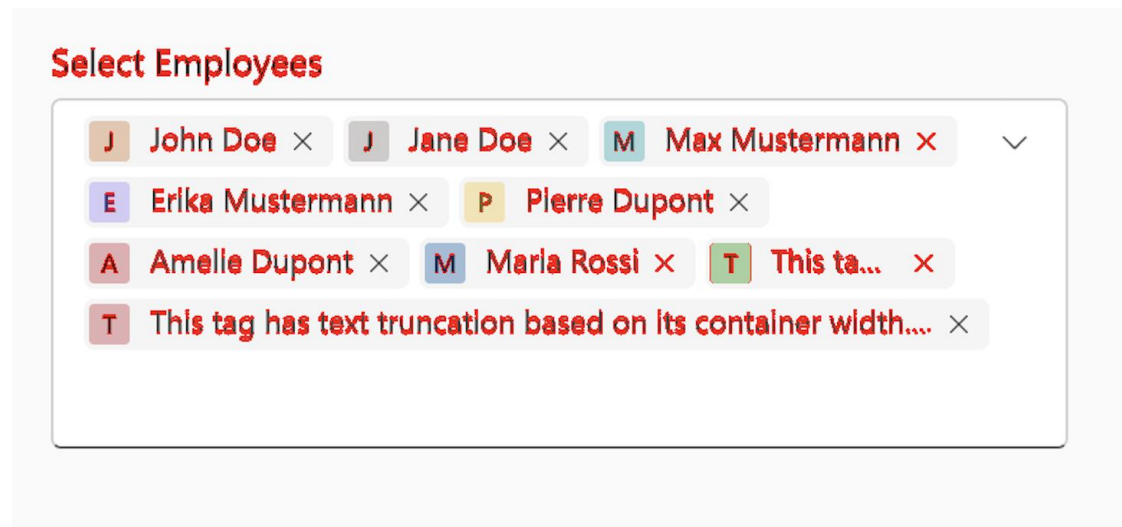 Select Employees
J John Doe J Jane Doe M Max Mustermann
E Erika Mustermann P Pierre Dupont
A Amelie Dupont M Maria Rossi T This ta...
T This tag has text truncation based on its container width....